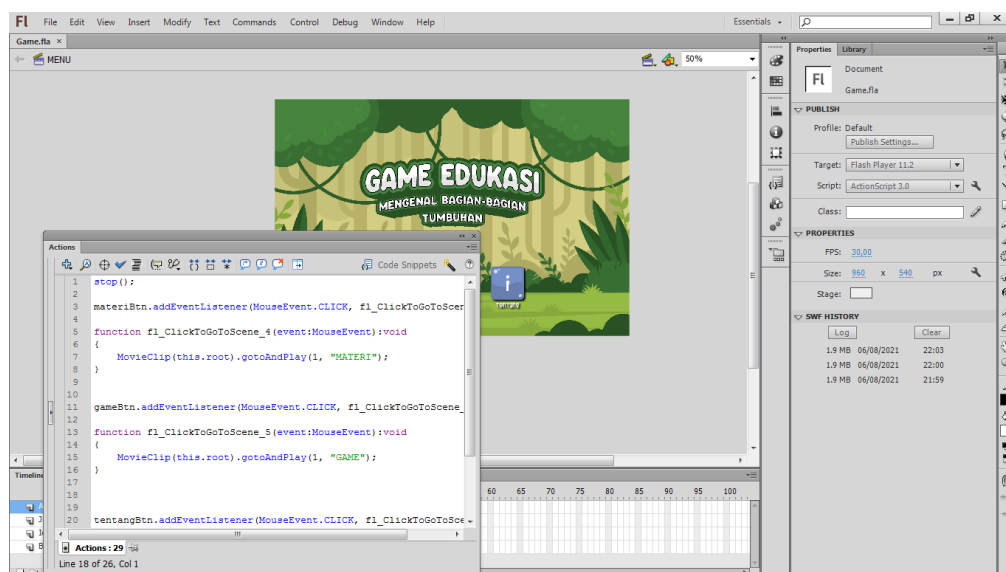 Fl File Edit View Insert Modify Text Commands Control Debug Window Help Essentials
Game.fla ×
MENU 50%
GAME EDUKASI
MENGENAL BAGIAN-BAGIAN
TUMBUHAN
Tentang
Actions
Code Snippets
1 stop();
2
3 materiBtn.addEventListener(MouseEvent.CLICK, fl_ClickToGoToScen
4
5 function fl_ClickToGoToScene_4(event:MouseEvent):void
6 {
7 MovieClip(this.root).gotoAndPlay(1, "MATERI");
8 }
9
10
11 gameBtn.addEventListener(MouseEvent.CLICK, fl_ClickToGoToScene_
12
13 function fl_ClickToGoToScene_5(event:MouseEvent):void
14 {
15 MovieClip(this.root).gotoAndPlay(1, "GAME");
16 }
17
18
19
20 tentangBtn.addEventListener(MouseEvent.CLICK, fl_ClickToGoToSce
Actions : 29
Line 18 of 26, Col 1
Timeline
60 65 70 75 80 85 90 95 100
Properties Library
Fl
Document
Game.fla
PUBLISH
Profile: Default
Publish Settings...
Target: Flash Player 11.2
Script: ActionScript 3.0
Class:
PROPERTIES
FPS: 30,00
Size: 960 x 540 px
Stage:
SWF HISTORY
Log Clear
1.9 MB 06/08/2021 22:03
1.9 MB 06/08/2021 22:00
1.9 MB 06/08/2021 21:59